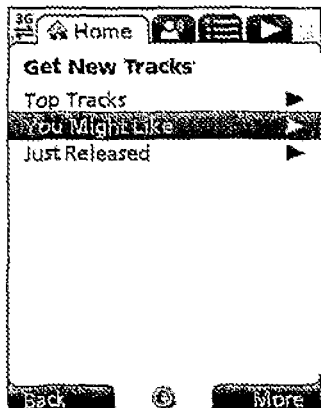 3G Home
Get New Tracks
Top Tracks
You Might Like
Just Released
Back More